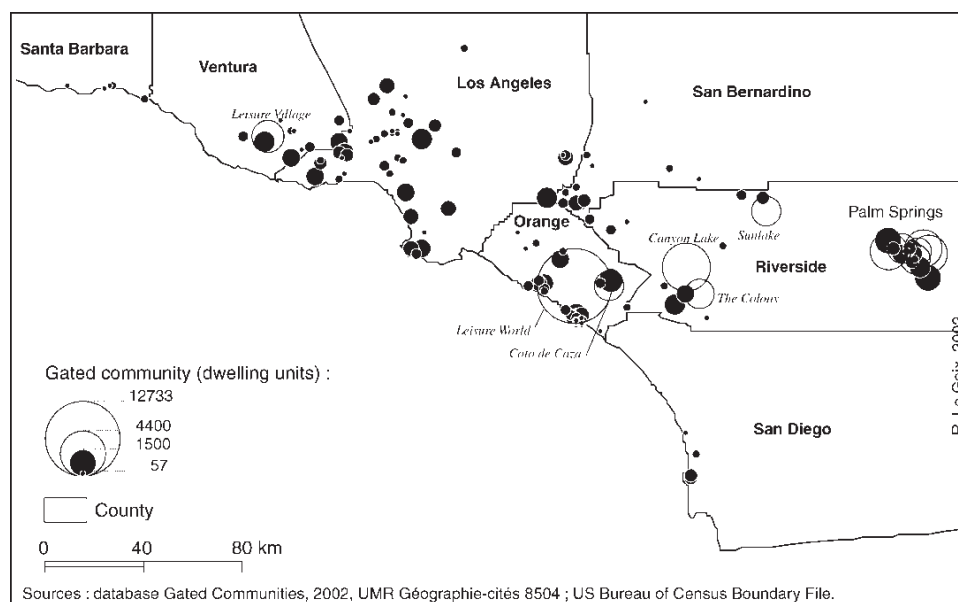 Santa Barbara
Ventura
Los Angeles
San Bernardino
Leisure Village
Orange
Palm Springs
Canyon Lake
Sunlake
Riverside
The Colony
Leisure World
Coto de Caza
San Diego
Gated community (dwelling units) :
12733
4400
1500
57
County
0 40 80 km
Sources : database Gated Communities, 2002, UMR Géographie-cités 8504 ; US Bureau of Census Boundary File.